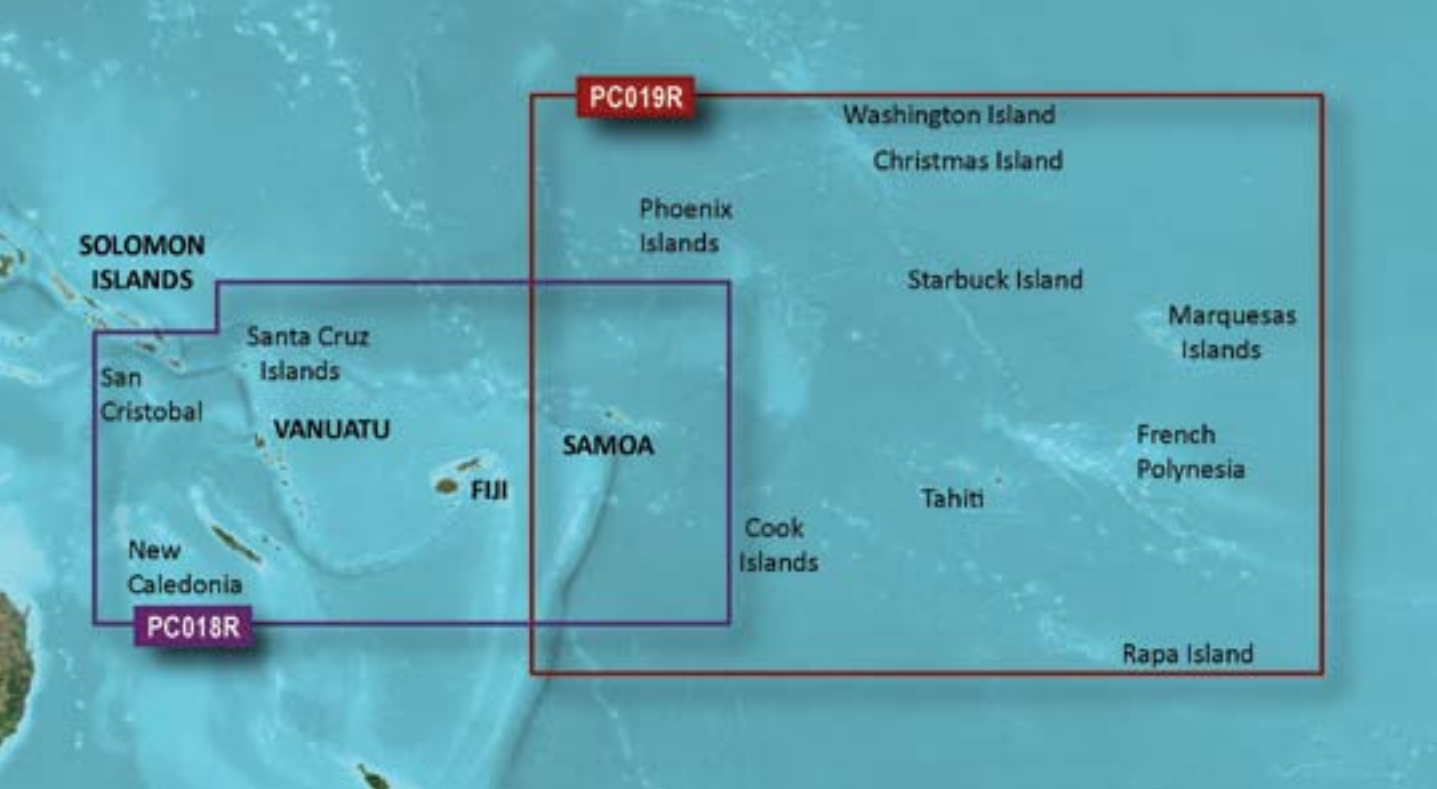 PC019R
Washington Island
Christmas Island
Phoenix
Islands
SOLOMON
ISLANDS
Starbuck Island
Marquesas
Islands
Santa Cruz
Islands
San
Cristobal
VANUATU
SAMOA
French
Polynesia
FIJI
Tahiti
Cook
Islands
New
Caledonia
PC018R
Rapa Island